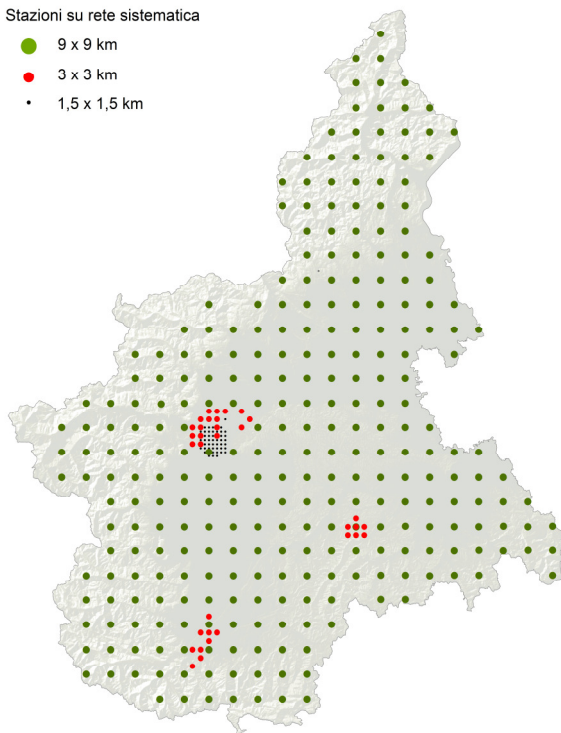 Stazioni su rete sistematica
9 x 9 km
3 x 3 km
1,5 x 1,5 km